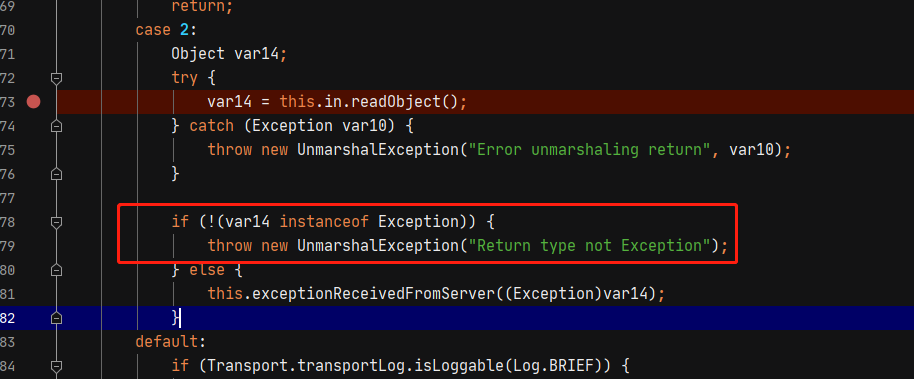 69 return;
70 case 2:
71 Object var14;
72 try {
73 var14 = this.in.readObject();
74 } catch (Exception var10) {
75 throw new UnmarshalException("Error unmarshaling return", var10);
76 }
77
78 if (!(var14 instanceof Exception)) {
79 throw new UnmarshalException("Return type not Exception");
80 } else {
81 this.exceptionReceivedFromServer((Exception)var14);
82 }
83 default:
84 if (Transport.transportLog.isLoggable(Log.BRIEF)) {